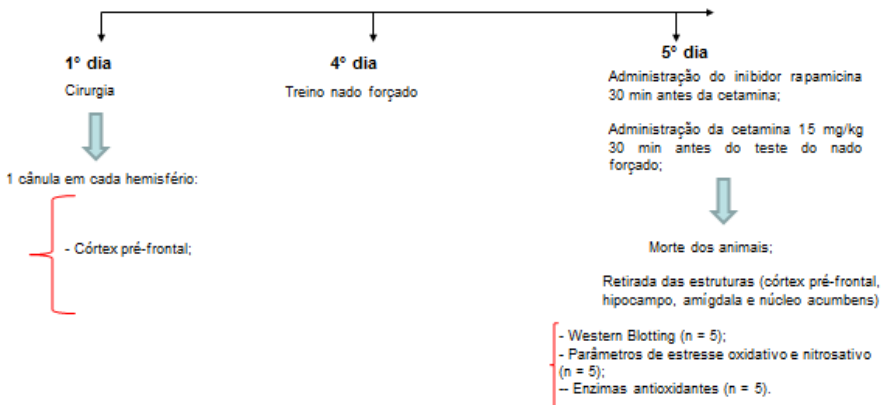 1° dia
Cirurgia
1 cânula em cada hemisfério:
- Córtex pré-frontal;
4° dia
Treino nado forçado
5° dia
Administração do inibidor rapamicina
30 min antes da cetamina;
Administração da cetamina 15 mg/kg
30 min antes do teste do nado
forçado;
Morte dos animais;
Retirada das estruturas (córtex pré-frontal,
hipocampo, amígdala e núcleo acumbens)
- Western Blotting (n = 5);
- Parâmetros de estresse oxidativo e nitrosativo
(n = 5);
-- Enzimas antioxidantes (n = 5).